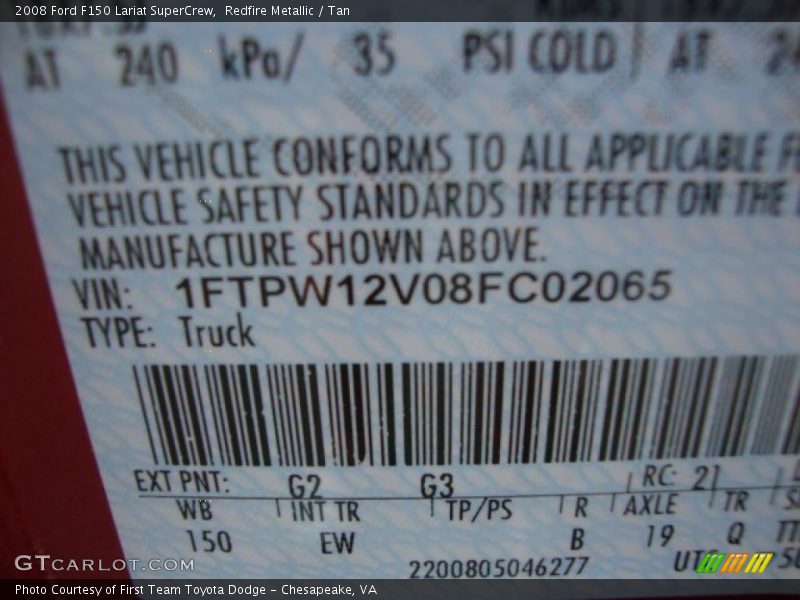 2008 Ford F150 Lariat SuperCrew, Redfire Metallic / Tan
AT 240 kPa/ 35 PSI COLD AT
THIS VEHICLE CONFORMS TO ALL APPLICABLE
VEHICLE SAFETY STANDARDS IN EFFECT ON THE
MANUFACTURE SHOWN ABOVE.
VIN: 1FTPW12V08FC02065
TYPE: Truck
EXT PNT: G2 G3 RC: 21
WB INT TR TP/PS R AXLE TR
150 EW B 19 Q
2200805046277
GTCARLOT.COM
Photo Courtesy of First Team Toyota Dodge – Chesapeake, VA